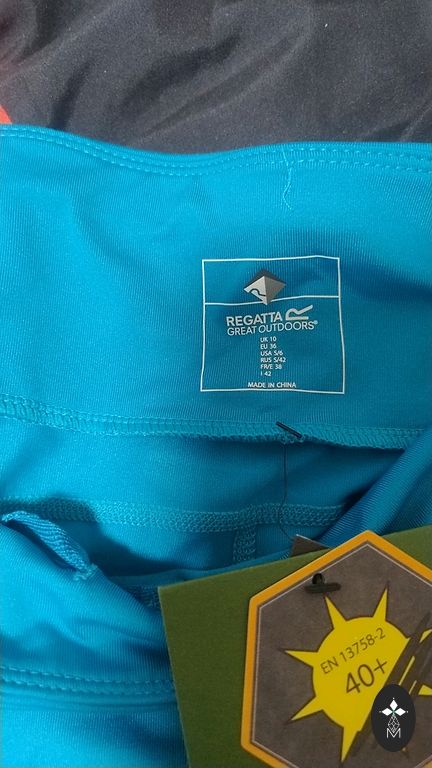 REGATTA
GREAT OUTDOORS®
UK 10
EU 36
USA S/6
RUS S/42
FR/E 38
I 42
MADE IN CHINA
EN 13758-2
40+
M